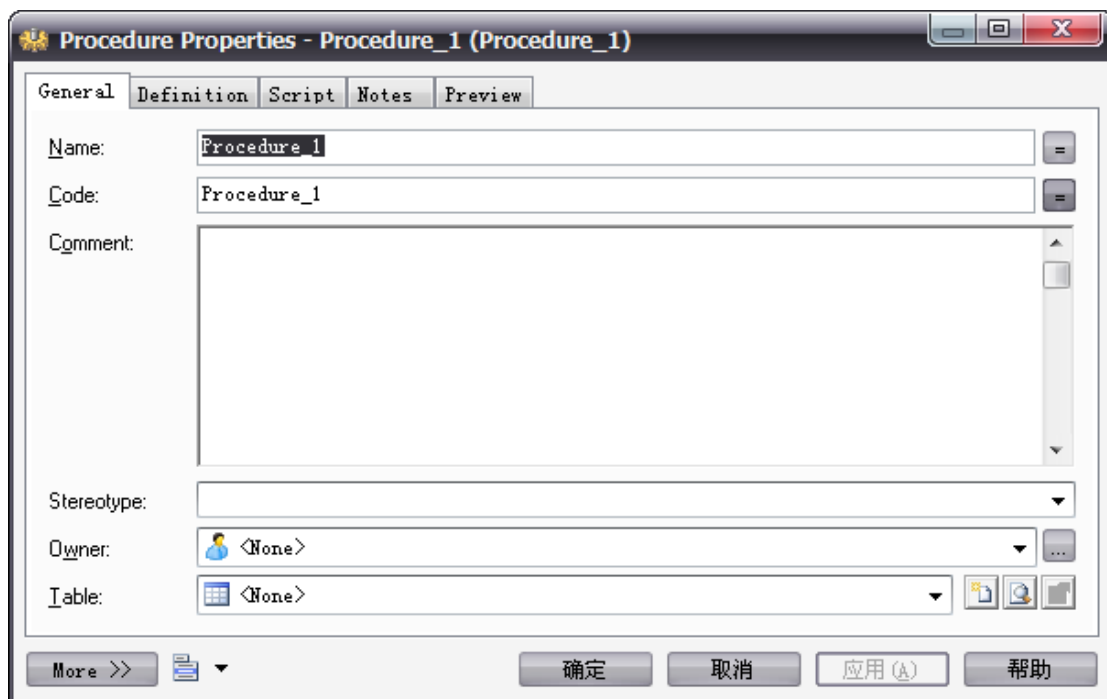 Procedure Properties - Procedure_1 (Procedure_1)
General Definition Script Notes Preview
Name: Procedure_1 =
Code: Procedure_1 =
Comment:
Stereotype:
Owner: <None> ...
Table: <None>
More >> 确定 取消 应用(A) 帮助